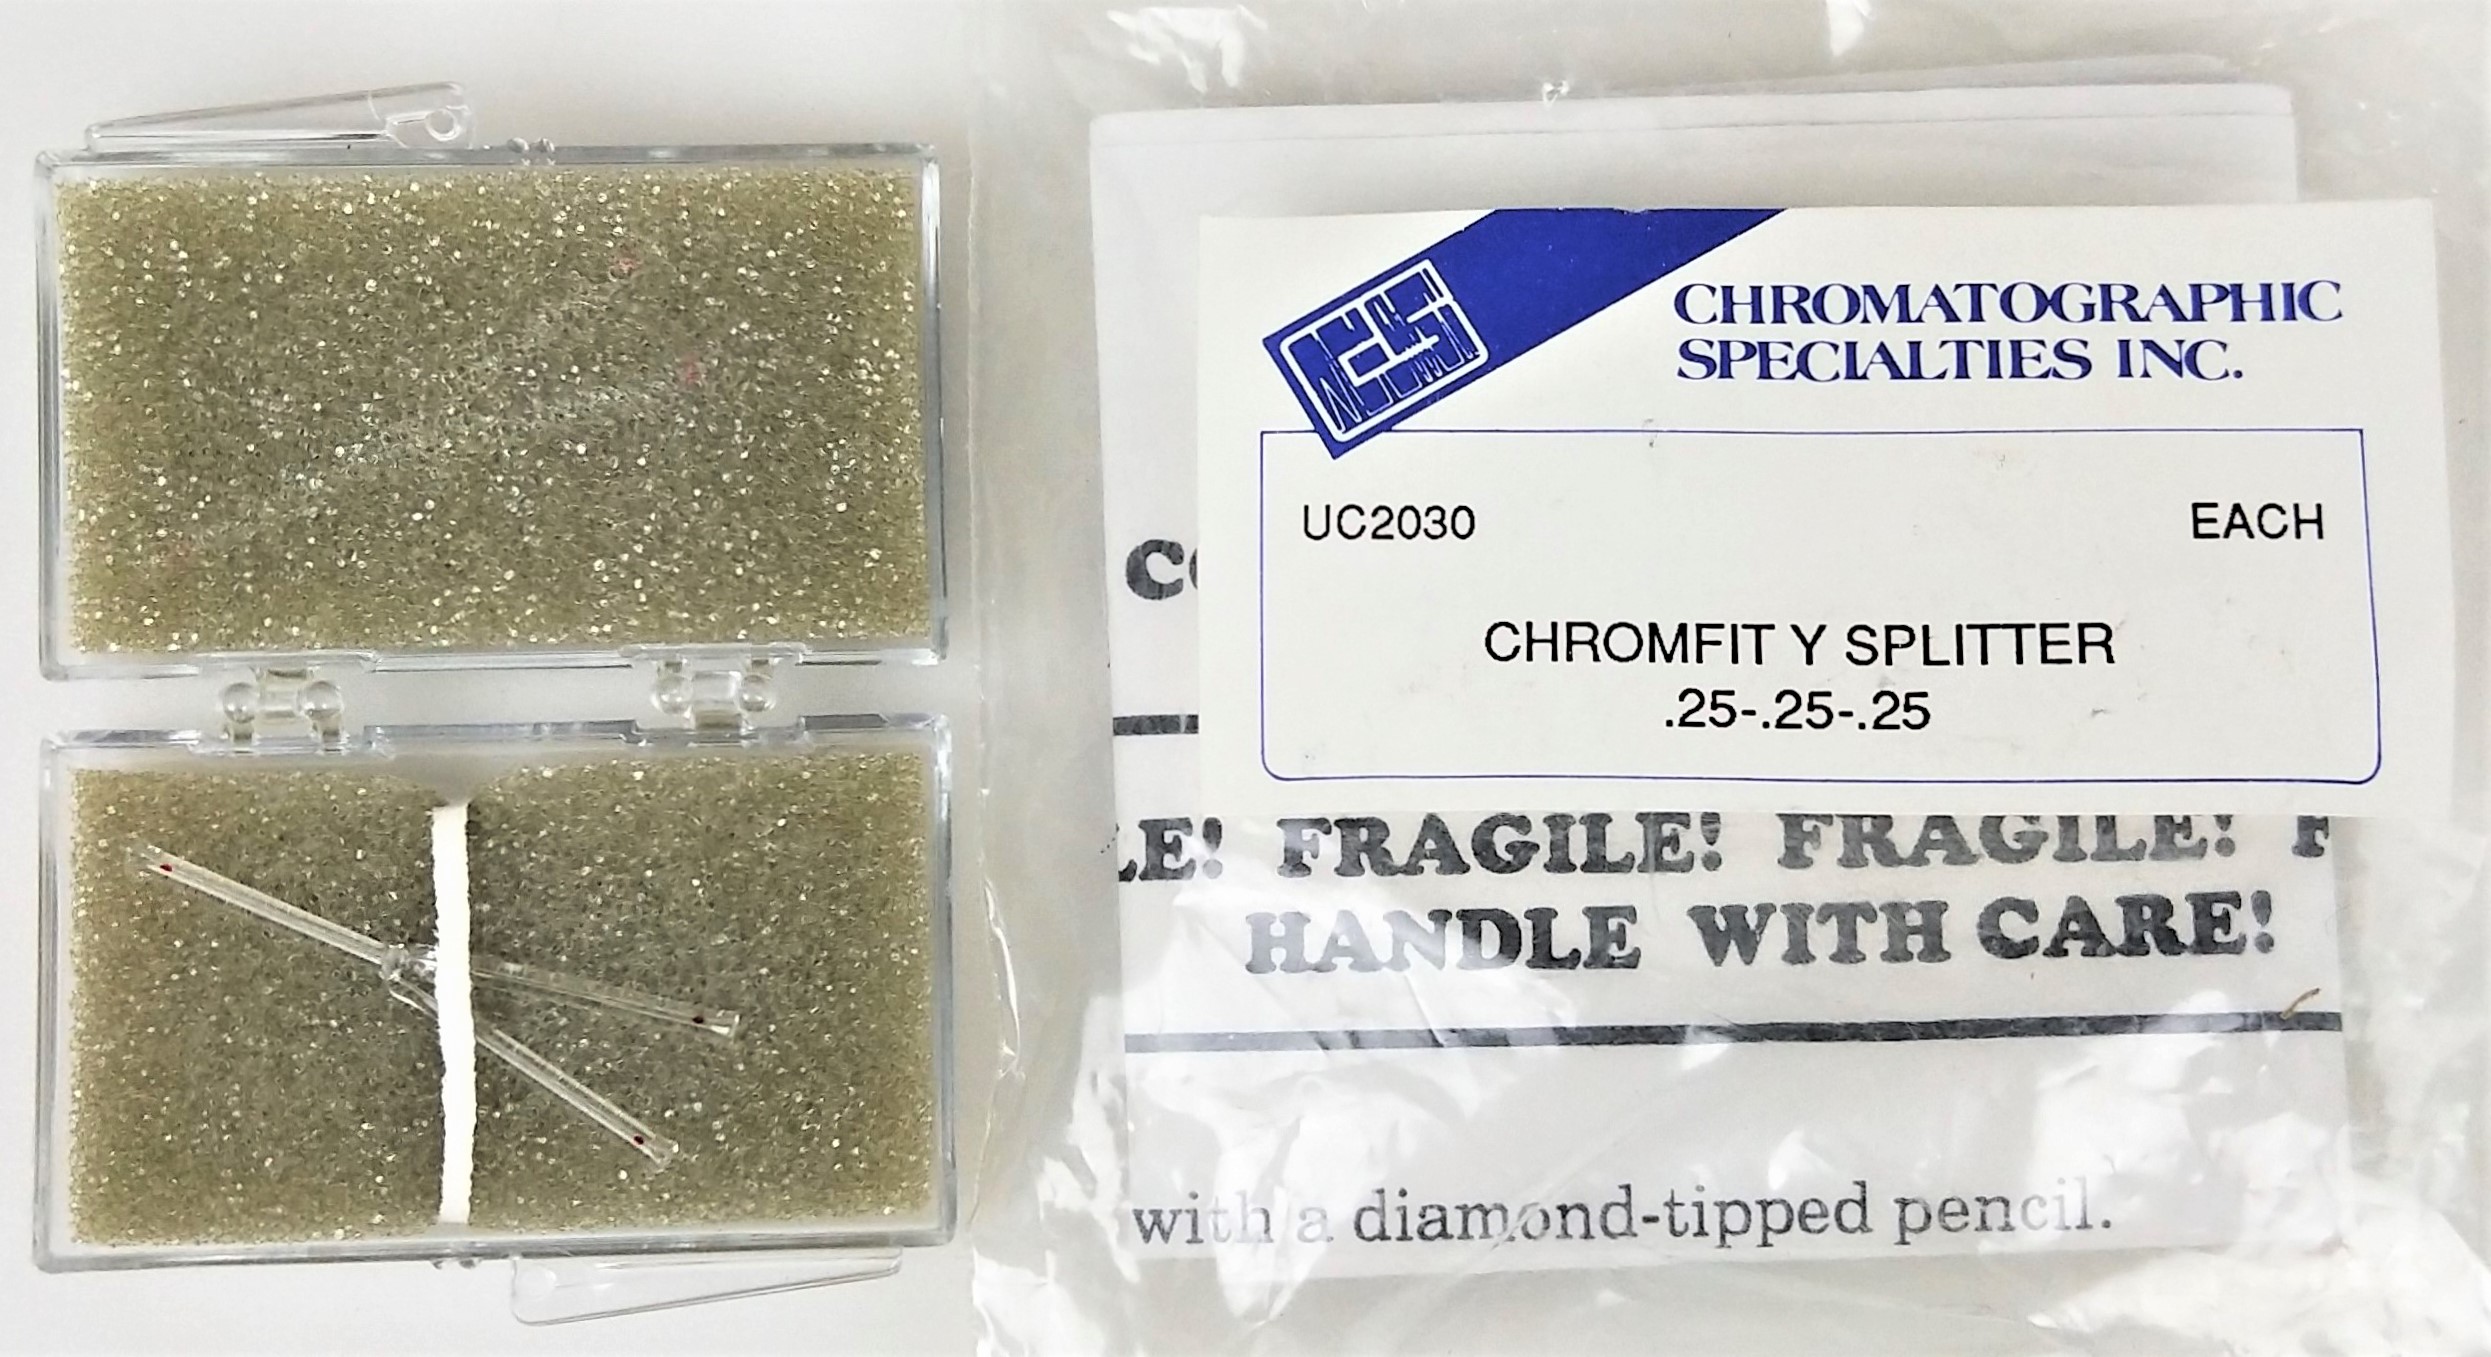 CS
CHROMATOGRAPHIC
SPECIALTIES INC.
UC2030 EACH
CHROMFIT Y SPLITTER
.25-.25-.25
FRAGILE! FRAGILE!
HANDLE WITH CARE!
with a diamond-tipped pencil.